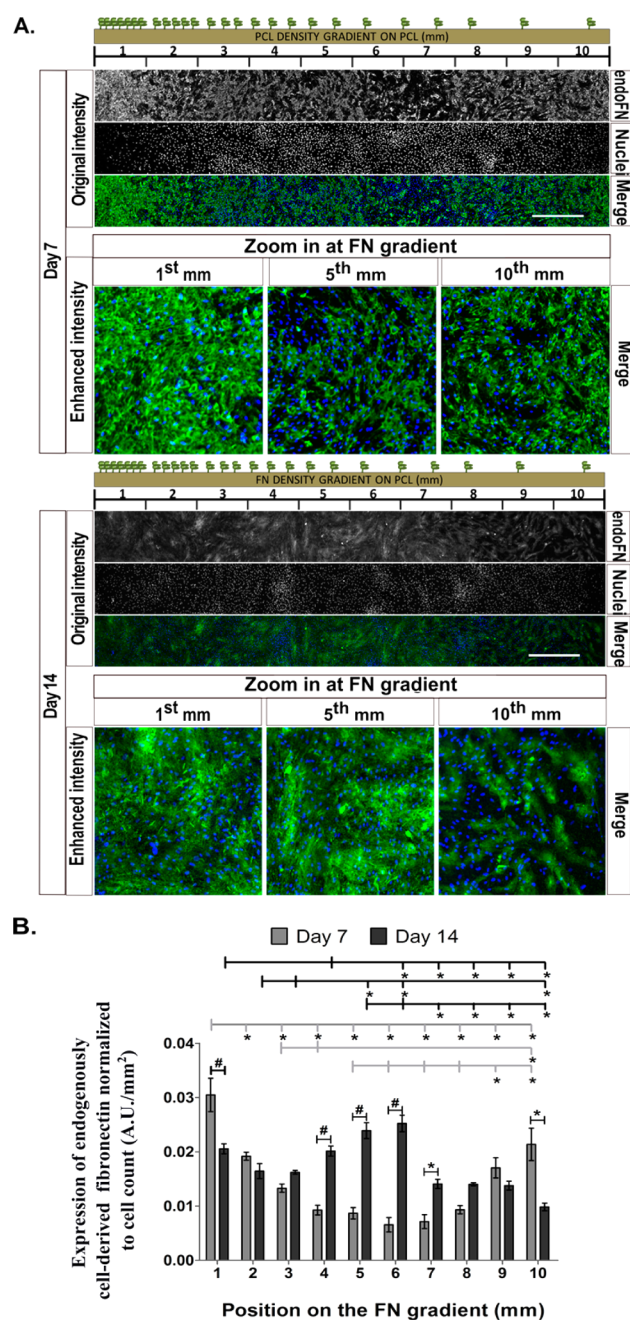 A.
PCL DENSITY GRADIENT ON PCL (mm)
1 2 3 4 5 6 7 8 9 10
Day 7
Original intensity
endoFN
Nuclei
Merge
Zoom in at FN gradient
1st mm 5th mm 10th mm
Enhanced intensity
Merge
FN DENSITY GRADIENT ON PCL (mm)
1 2 3 4 5 6 7 8 9 10
Day 14
Original intensity
endoFN
Nuclei
Merge
Zoom in at FN gradient
1st mm 5th mm 10th mm
Enhanced intensity
Merge
B.
Day 7 Day 14
* * * * *
* * *
* * * * *
* * * * * * * * *
*
* *
# # # # * *
Expression of endogenously
cell-derived fibronectin normalized
to cell count (A.U./mm²)
0.04
0.03
0.02
0.01
0.00
1 2 3 4 5 6 7 8 9 10
Position on the FN gradient (mm)